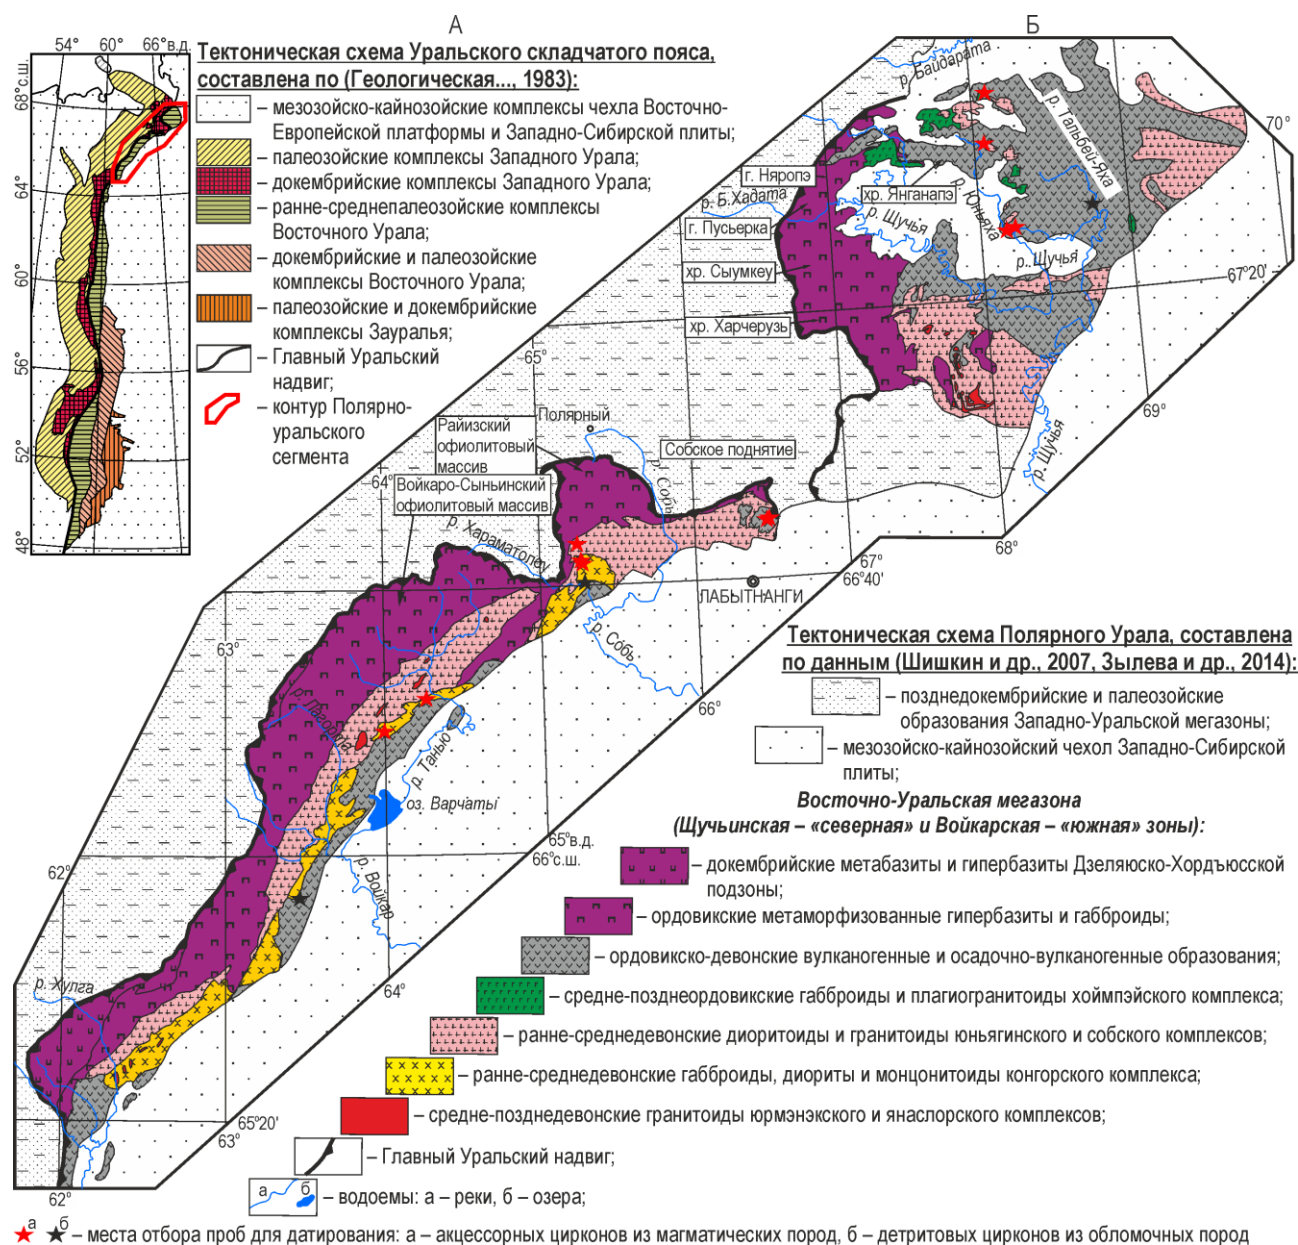 А
Б
54° 60° 66° в.д.
68° с.ш.
64°
60°
56°
52°
48°
Тектоническая схема Уральского складчатого пояса,
составлена по (Геологическая..., 1983):
– мезозойско-кайнозойские комплексы чехла Восточно-
Европейской платформы и Западно-Сибирской плиты;
– палеозойские комплексы Западного Урала;
– докембрийские комплексы Западного Урала;
– ранне-среднепалеозойские комплексы
Восточного Урала;
– докембрийские и палеозойские
комплексы Восточного Урала;
– палеозойские и докембрийские
комплексы Зауралья;
– Главный Уральский
надвиг;
– контур Полярно-
уральского
сегмента
р. Байдарата
р. Тальбей-Яха
70°
г. Няропэ
хр. Янганапэ
р. Б.Хадата
р. Юньяха
р. Щучья
г. Пусьерка
р. Щучья
хр. Сыумкеу
67°20'
хр. Харчерузь
65°
69°
Полярный
Райизский
офиолитовый
массив
Собское поднятие
р. Щучья
64°
Войкаро-Сыньинский
офиолитовый массив
р. Собь
р. Хараматолоу
68°
67°
66°40'
ЛАБЫТНАНГИ
р. Собь
63°
66°
р. Лагорта
р. Танью
оз. Варчаты
65° в.д.
66° с.ш.
62°
р. Войкар
р. Хулга
64°
65°20'
63°
62°
Тектоническая схема Полярного Урала, составлена
по данным (Шишкин и др., 2007, Зылева и др., 2014):
– позднедокембрийские и палеозойские
образования Западно-Уральской мегазоны;
– мезозойско-кайнозойский чехол Западно-Сибирской
плиты;
Восточно-Уральская мегазона
(Щучьинская – «северная» и Войкарская – «южная» зоны):
– докембрийские метабазиты и гипербазиты Дзеляюско-Хордъюсской
подзоны;
– ордовикские метаморфизованные гипербазиты и габброиды;
– ордовикско-девонские вулканогенные и осадочно-вулканогенные образования;
– средне-позднеордовикские габброиды и плагиогранитоиды хоймпэйского комплекса;
– ранне-среднедевонские диоритоиды и гранитоиды юньягинского и собского комплексов;
– ранне-среднедевонские габброиды, диориты и монцонитоиды конгорского комплекса;
– средне-позднедевонские гранитоиды юрмэнэкского и янаслорского комплексов;
– Главный Уральский надвиг;
а б – водоемы: а – реки, б – озера;
а б – места отбора проб для датирования: а – акцессорных цирконов из магматических пород, б – детритовых цирконов из обломочных пород